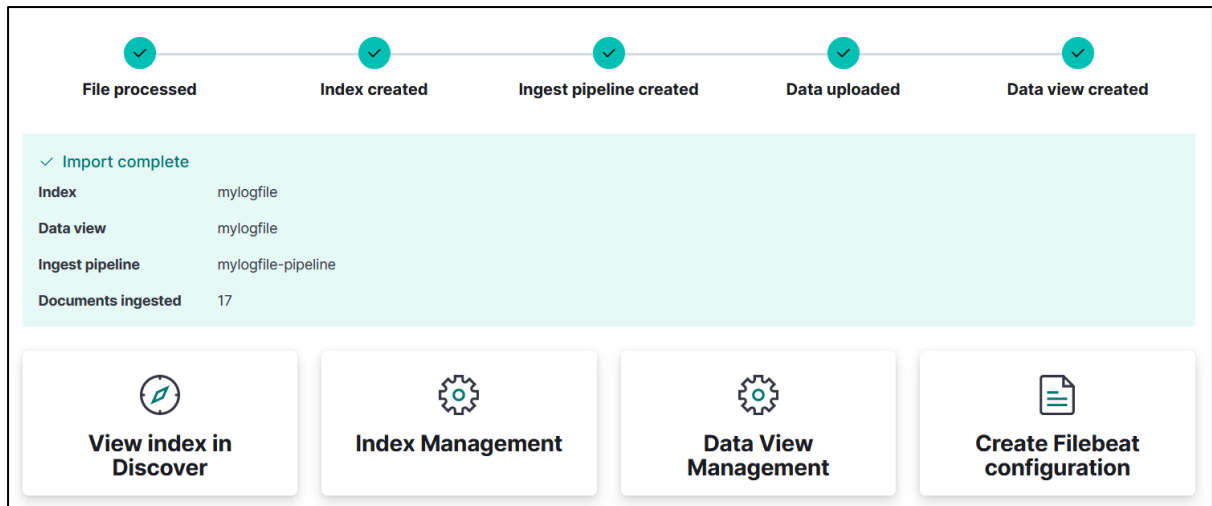 File processed
Index created
Ingest pipeline created
Data uploaded
Data view created
Import complete
Index mylogfile
Data view mylogfile
Ingest pipeline mylogfile-pipeline
Documents ingested 17
View index in
Discover
Index Management
Data View
Management
Create Filebeat
configuration